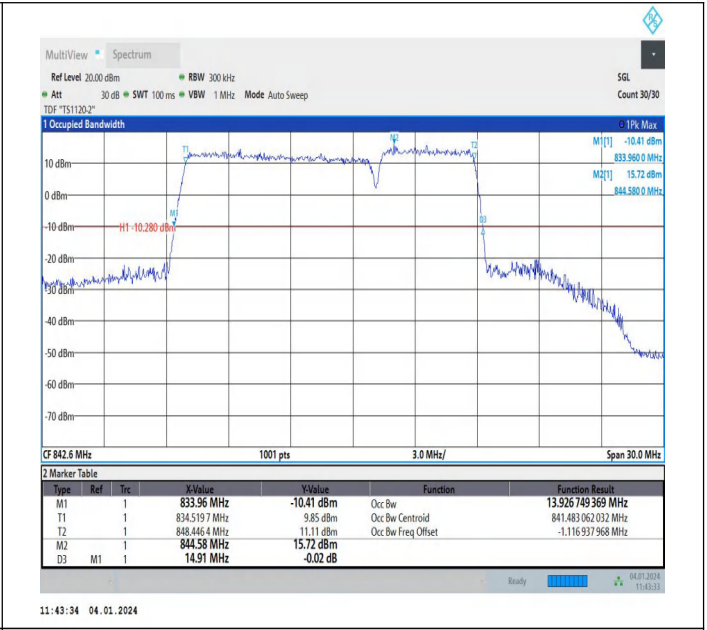 R&S
MultiView Spectrum
Ref Level 20.00 dBm RBW 300 kHz SGL
Att 30 dB SWT 100 ms VBW 1 MHz Mode Auto Sweep Count 30/30
TDF "TS1120-2"
1 Occupied Bandwidth 1Pk Max
M1[1] -10.41 dBm
833.960 0 MHz
M2[1] 15.72 dBm
844.580 0 MHz
T1
M2
T2
10 dBm
0 dBm
M1
D3
-10 dBm
H1 -10.280 dBm
-20 dBm
-30 dBm
-40 dBm
-50 dBm
-60 dBm
-70 dBm
CF 842.6 MHz 1001 pts 3.0 MHz/ Span 30.0 MHz
2 Marker Table
Type Ref Trc X-Value Y-Value Function Function Result
M1 1 833.96 MHz -10.41 dBm Occ Bw 13.926 749 369 MHz
T1 1 834.519 7 MHz 9.85 dBm Occ Bw Centroid 841.483 062 032 MHz
T2 1 848.446 4 MHz 11.11 dBm Occ Bw Freq Offset -1.116 937 968 MHz
M2 1 844.58 MHz 15.72 dBm
D3 M1 1 14.91 MHz -0.02 dB
Ready 04.01.2024
11:43:33
11:43:34 04.01.2024